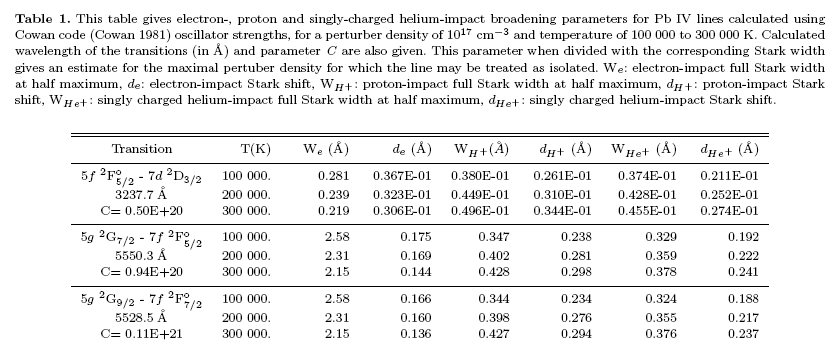 Table 1. This table gives electron-, proton and singly-charged helium-impact broadening parameters for Pb IV lines calculated using
Cowan code (Cowan 1981) oscillator strengths, for a perturber density of 10¹⁷ cm⁻³ and temperature of 100 000 to 300 000 K. Calculated
wavelength of the transitions (in Å) and parameter C are also given. This parameter when divided with the corresponding Stark width
gives an estimate for the maximal pertuber density for which the line may be treated as isolated. Wₑ: electron-impact full Stark width
at half maximum, dₑ: electron-impact Stark shift, W_H+: proton-impact full Stark width at half maximum, d_H+: proton-impact Stark
shift, W_He+: singly charged helium-impact full Stark width at half maximum, d_He+: singly charged helium-impact Stark shift.
Transition T(K) Wₑ (Å) dₑ (Å) W_H+(Å) d_H+ (Å) W_He+ (Å) d_He+ (Å)
5f ²F°5/2 - 7d ²D3/2 100 000. 0.281 0.367E-01 0.380E-01 0.261E-01 0.374E-01 0.211E-01
3237.7 Å 200 000. 0.239 0.323E-01 0.449E-01 0.310E-01 0.428E-01 0.252E-01
C= 0.50E+20 300 000. 0.219 0.306E-01 0.496E-01 0.344E-01 0.455E-01 0.274E-01
5g ²G7/2 - 7f ²F°5/2 100 000. 2.58 0.175 0.347 0.238 0.329 0.192
5550.3 Å 200 000. 2.31 0.169 0.402 0.281 0.359 0.222
C= 0.94E+20 300 000. 2.15 0.144 0.428 0.298 0.378 0.241
5g ²G9/2 - 7f ²F°7/2 100 000. 2.58 0.166 0.344 0.234 0.324 0.188
5528.5 Å 200 000. 2.31 0.160 0.398 0.276 0.355 0.217
C= 0.11E+21 300 000. 2.15 0.136 0.427 0.294 0.376 0.237